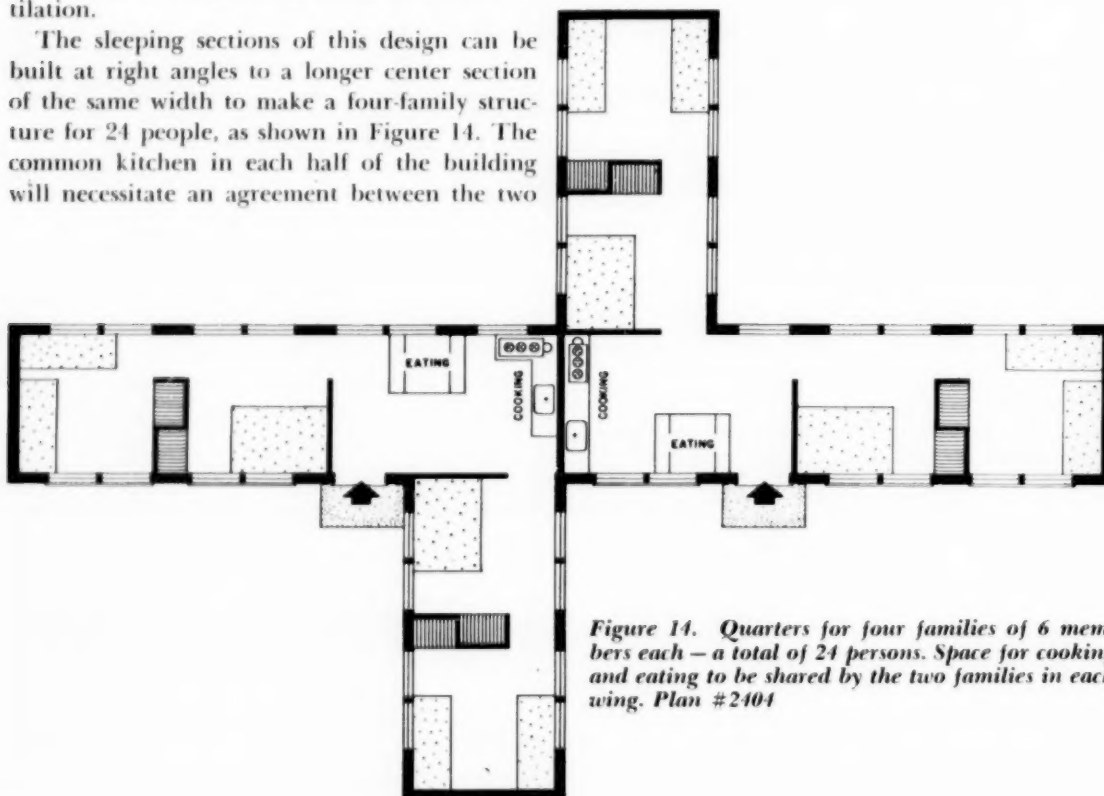 tilation.
The sleeping sections of this design can be
built at right angles to a longer center section
of the same width to make a four-family struc-
ture for 24 people, as shown in Figure 14. The
common kitchen in each half of the building
will necessitate an agreement between the two
EATING
COOKING
COOKING
EATING
Figure 14. Quarters for four families of 6 mem-
bers each — a total of 24 persons. Space for cooking
and eating to be shared by the two families in each
wing. Plan #2404